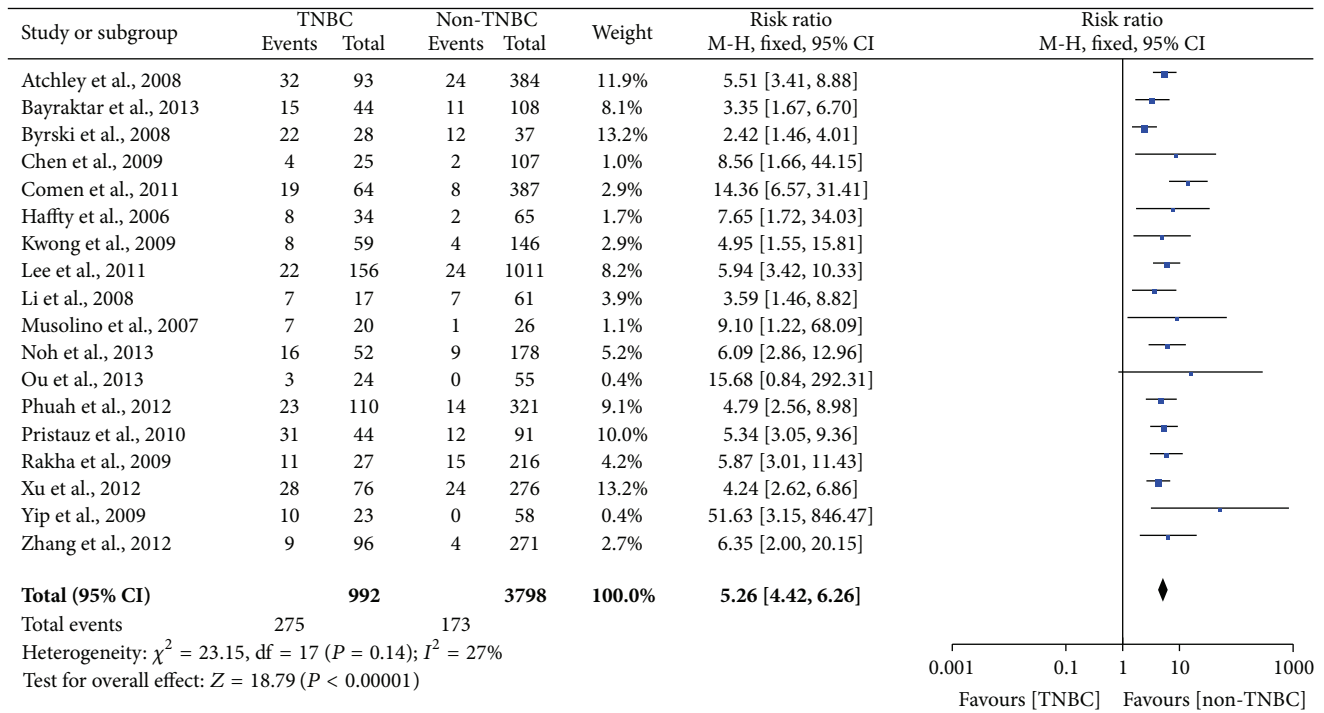 Study or subgroup TNBC Non-TNBC Weight Risk ratio Risk ratio
Events Total Events Total M-H, fixed, 95% CI M-H, fixed, 95% CI
Atchley et al., 2008 32 93 24 384 11.9% 5.51 [3.41, 8.88]
Bayraktar et al., 2013 15 44 11 108 8.1% 3.35 [1.67, 6.70]
Byrski et al., 2008 22 28 12 37 13.2% 2.42 [1.46, 4.01]
Chen et al., 2009 4 25 2 107 1.0% 8.56 [1.66, 44.15]
Comen et al., 2011 19 64 8 387 2.9% 14.36 [6.57, 31.41]
Haffty et al., 2006 8 34 2 65 1.7% 7.65 [1.72, 34.03]
Kwong et al., 2009 8 59 4 146 2.9% 4.95 [1.55, 15.81]
Lee et al., 2011 22 156 24 1011 8.2% 5.94 [3.42, 10.33]
Li et al., 2008 7 17 7 61 3.9% 3.59 [1.46, 8.82]
Musolino et al., 2007 7 20 1 26 1.1% 9.10 [1.22, 68.09]
Noh et al., 2013 16 52 9 178 5.2% 6.09 [2.86, 12.96]
Ou et al., 2013 3 24 0 55 0.4% 15.68 [0.84, 292.31]
Phuah et al., 2012 23 110 14 321 9.1% 4.79 [2.56, 8.98]
Pristauz et al., 2010 31 44 12 91 10.0% 5.34 [3.05, 9.36]
Rakha et al., 2009 11 27 15 216 4.2% 5.87 [3.01, 11.43]
Xu et al., 2012 28 76 24 276 13.2% 4.24 [2.62, 6.86]
Yip et al., 2009 10 23 0 58 0.4% 51.63 [3.15, 846.47]
Zhang et al., 2012 9 96 4 271 2.7% 6.35 [2.00, 20.15]
Total (95% CI) 992 3798 100.0% 5.26 [4.42, 6.26]
Total events 275 173
Heterogeneity: χ² = 23.15, df = 17 (P = 0.14); I² = 27%
Test for overall effect: Z = 18.79 (P < 0.00001)
0.001 0.1 1 10 1000
Favours [TNBC] Favours [non-TNBC]